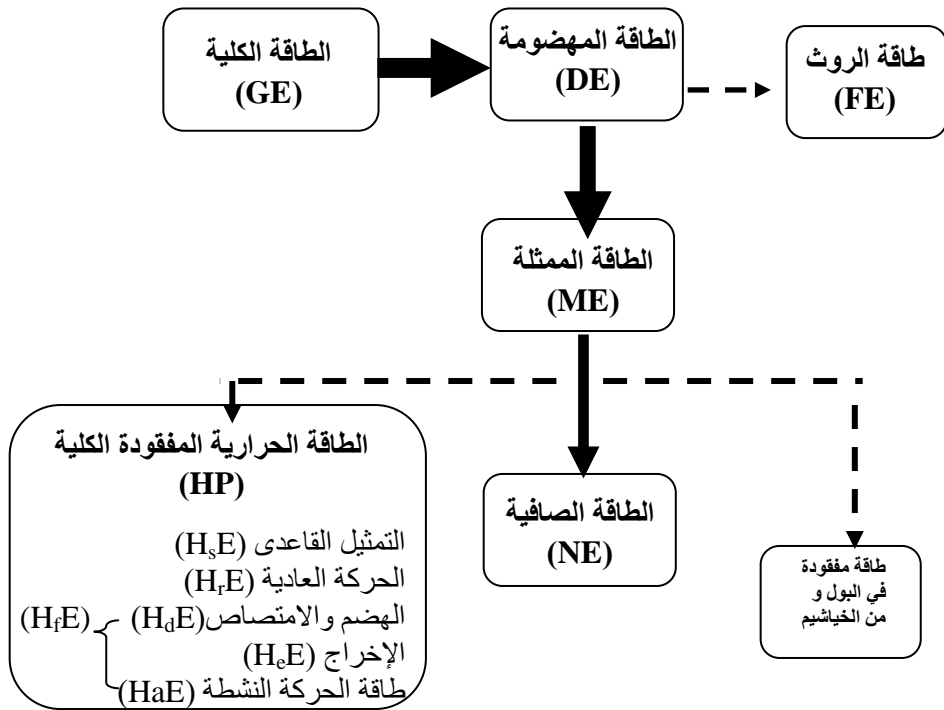 الطاقة الكلية
(GE)
الطاقة المهضومة
(DE)
طاقة الروث
(FE)
الطاقة الممثلة
(ME)
الطاقة الحرارية المفقودة الكلية
(HP)
التمثيل القاعدى (HsE)
الحركة العادية (HrE)
الهضم والامتصاص(HdE)
(HfE)
الإخراج (HeE)
طاقة الحركة النشطة (HaE)
الطاقة الصافية
(NE)
طاقة مفقودة
في البول و
من الخياشيم